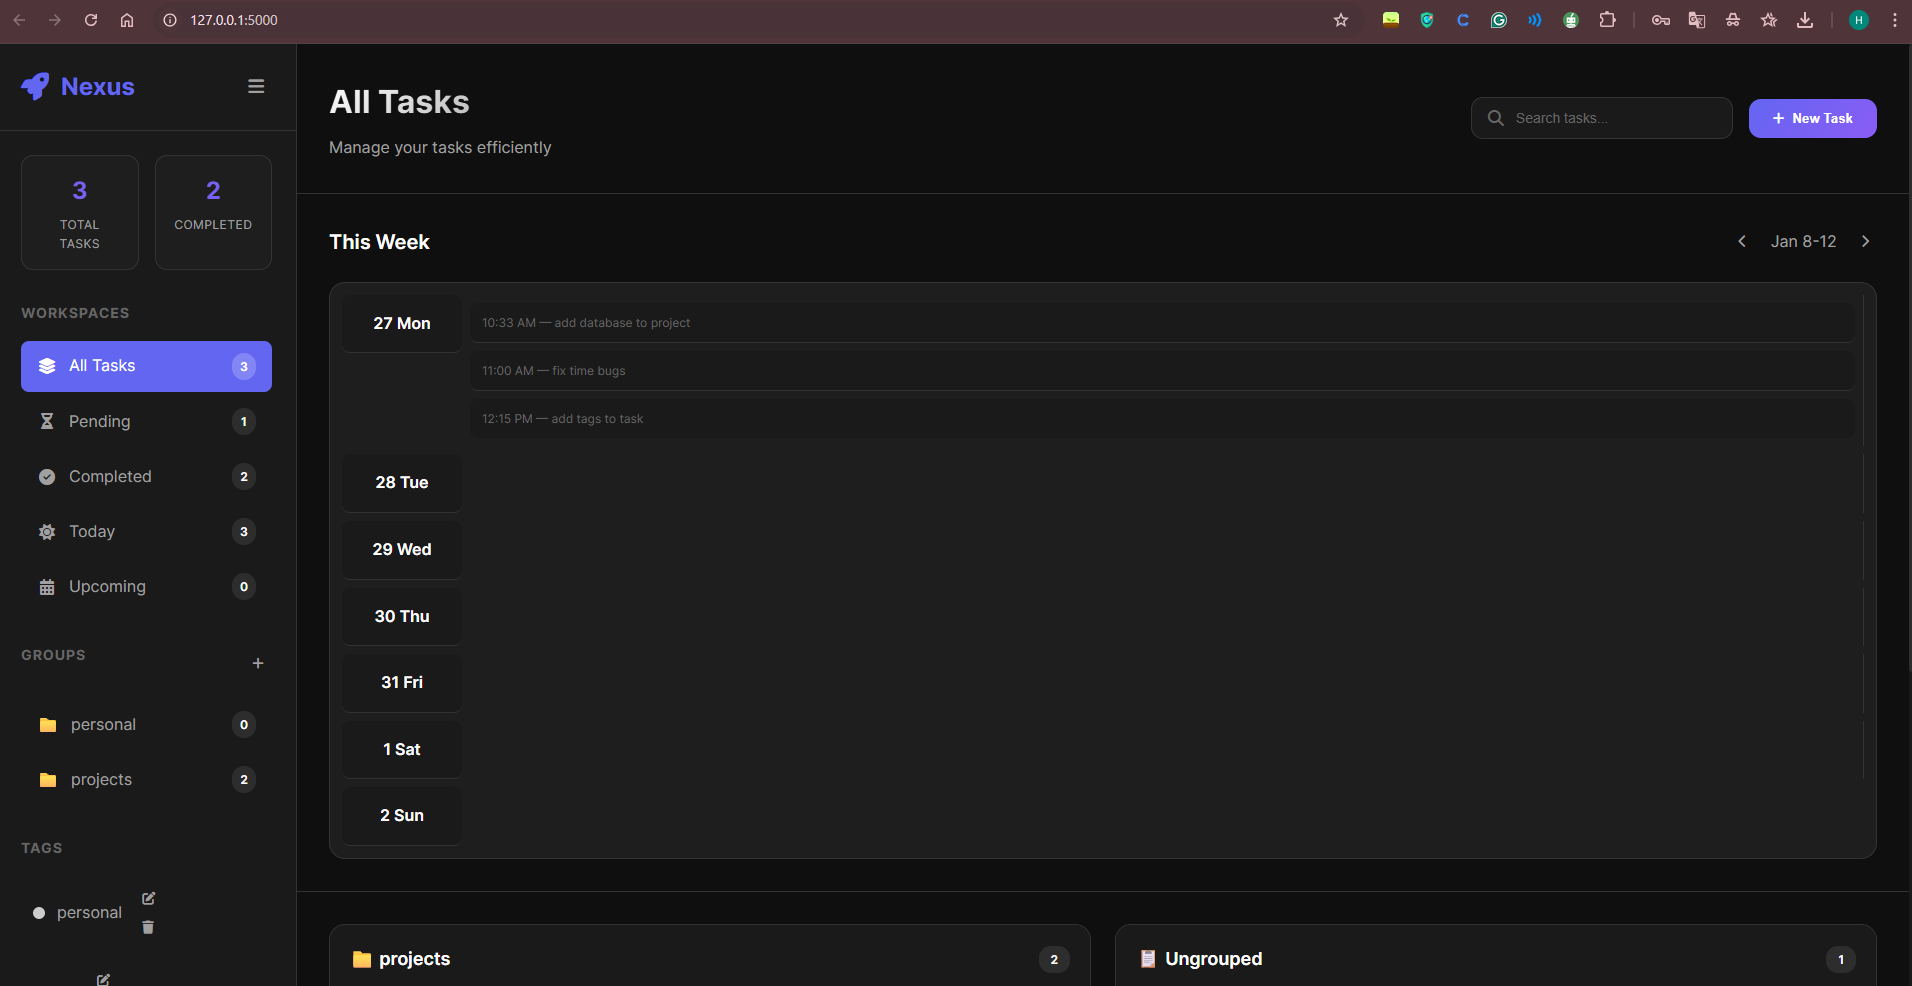 127.0.0.1:5000
H
Nexus
3
TOTAL
TASKS
2
COMPLETED
WORKSPACES
All Tasks 3
Pending 1
Completed 2
Today 3
Upcoming 0
GROUPS +
personal 0
projects 2
TAGS
personal
All Tasks
Manage your tasks efficiently
Search tasks...
+ New Task
This Week
< Jan 8-12 >
27 Mon
10:33 AM — add database to project
11:00 AM — fix time bugs
12:15 PM — add tags to task
28 Tue
29 Wed
30 Thu
31 Fri
1 Sat
2 Sun
projects 2
Ungrouped 1